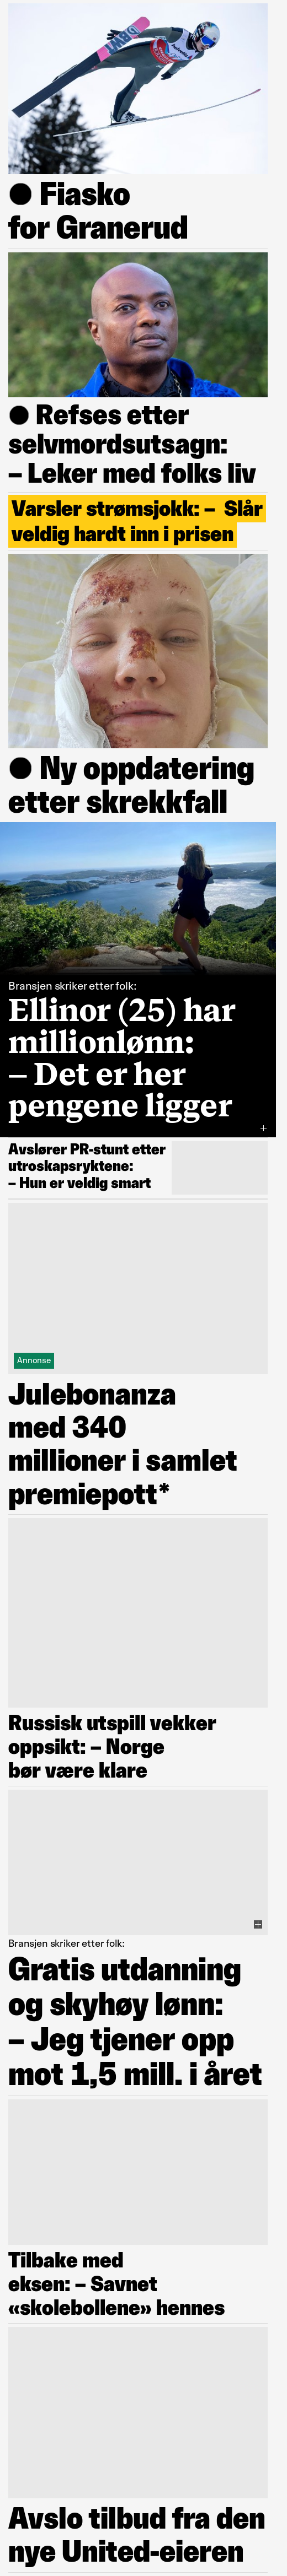 ● Fiasko
for Granerud
● Refses etter
selvmordsutsagn:
– Leker med folks liv
Varsler strømsjokk: – Slår
veldig hardt inn i prisen
● Ny oppdatering
etter skrekkfall
Bransjen skriker etter folk:
Ellinor (25) har
millionlønn:
– Det er her
pengene ligger
Avslører PR-stunt etter
utroskapsryktene:
– Hun er veldig smart
Annonse
Julebonanza
med 340
millioner i samlet
premiepott*
Russisk utspill vekker
oppsikt: – Norge
bør være klare
Bransjen skriker etter folk:
Gratis utdanning
og skyhøy lønn:
– Jeg tjener opp
mot 1,5 mill. i året
Tilbake med
eksen: – Savnet
«skolebollene» hennes
Avslo tilbud fra den
nye United-eieren